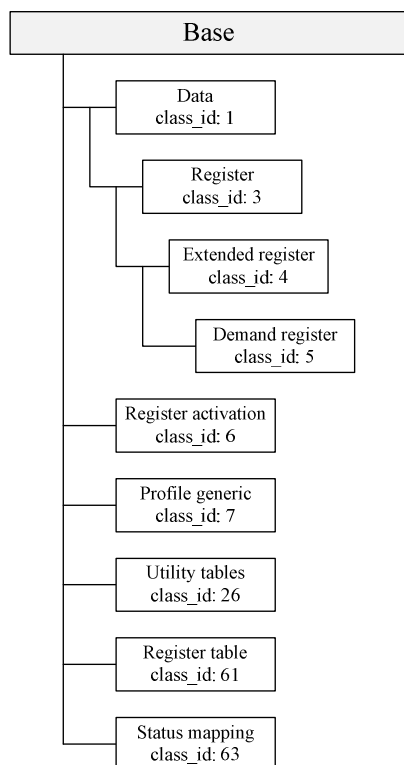 Base
Data
class_id: 1
Register
class_id: 3
Extended register
class_id: 4
Demand register
class_id: 5
Register activation
class_id: 6
Profile generic
class_id: 7
Utility tables
class_id: 26
Register table
class_id: 61
Status mapping
class_id: 63